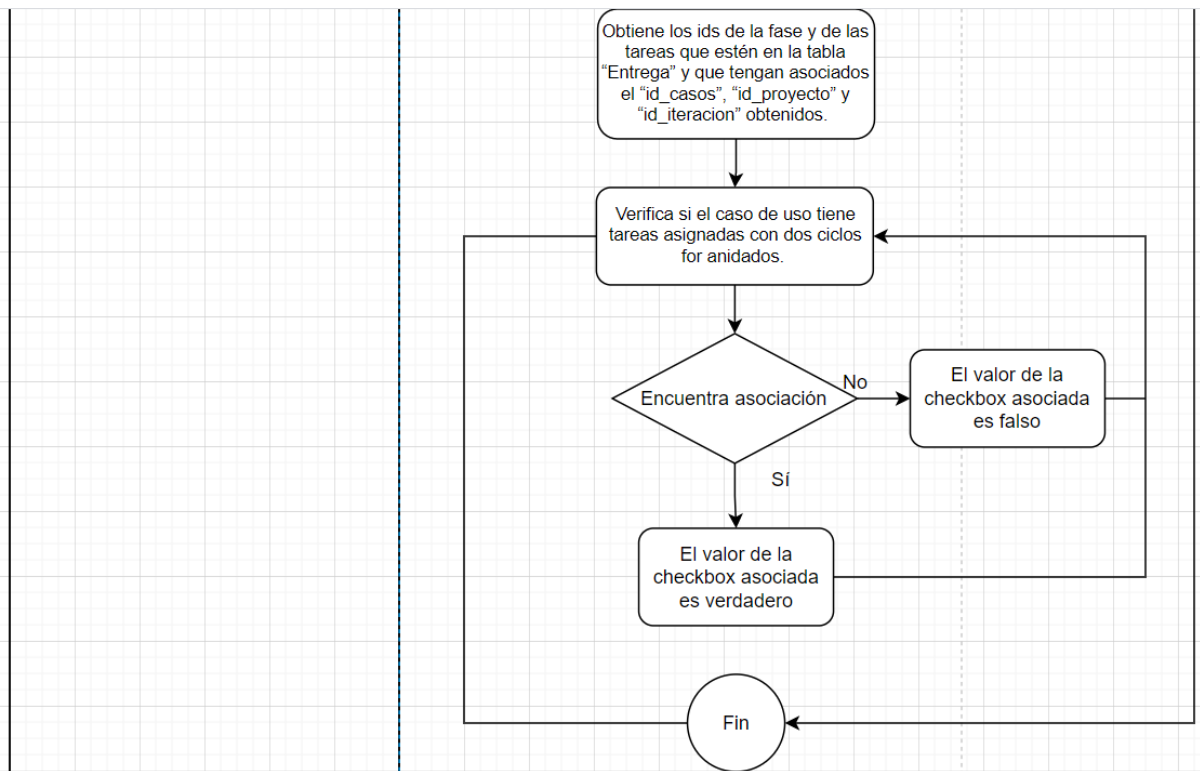 Obtiene los ids de la fase y de las
tareas que estén en la tabla
“Entrega” y que tengan asociados
el “id_casos”, “id_proyecto” y
“id_iteracion” obtenidos.
Verifica si el caso de uso tiene
tareas asignadas con dos ciclos
for anidados.
Encuentra asociación
No
El valor de la
checkbox asociada
es falso
Sí
El valor de la
checkbox asociada
es verdadero
Fin